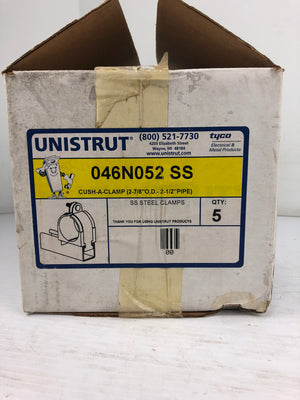 UNISTRUT
(800) 521-7730
4205 Elizabeth Street
Wayne, MI 48184
www.unistrut.com
tyco
Electrical &
Metal Products
046N052 SS
CUSH-A-CLAMP (2-7/8"O.D.- 2-1/2"PIPE)
SS STEEL CLAMPS
QTY:
5
THANK YOU FOR USING UNISTRUT PRODUCTS
00